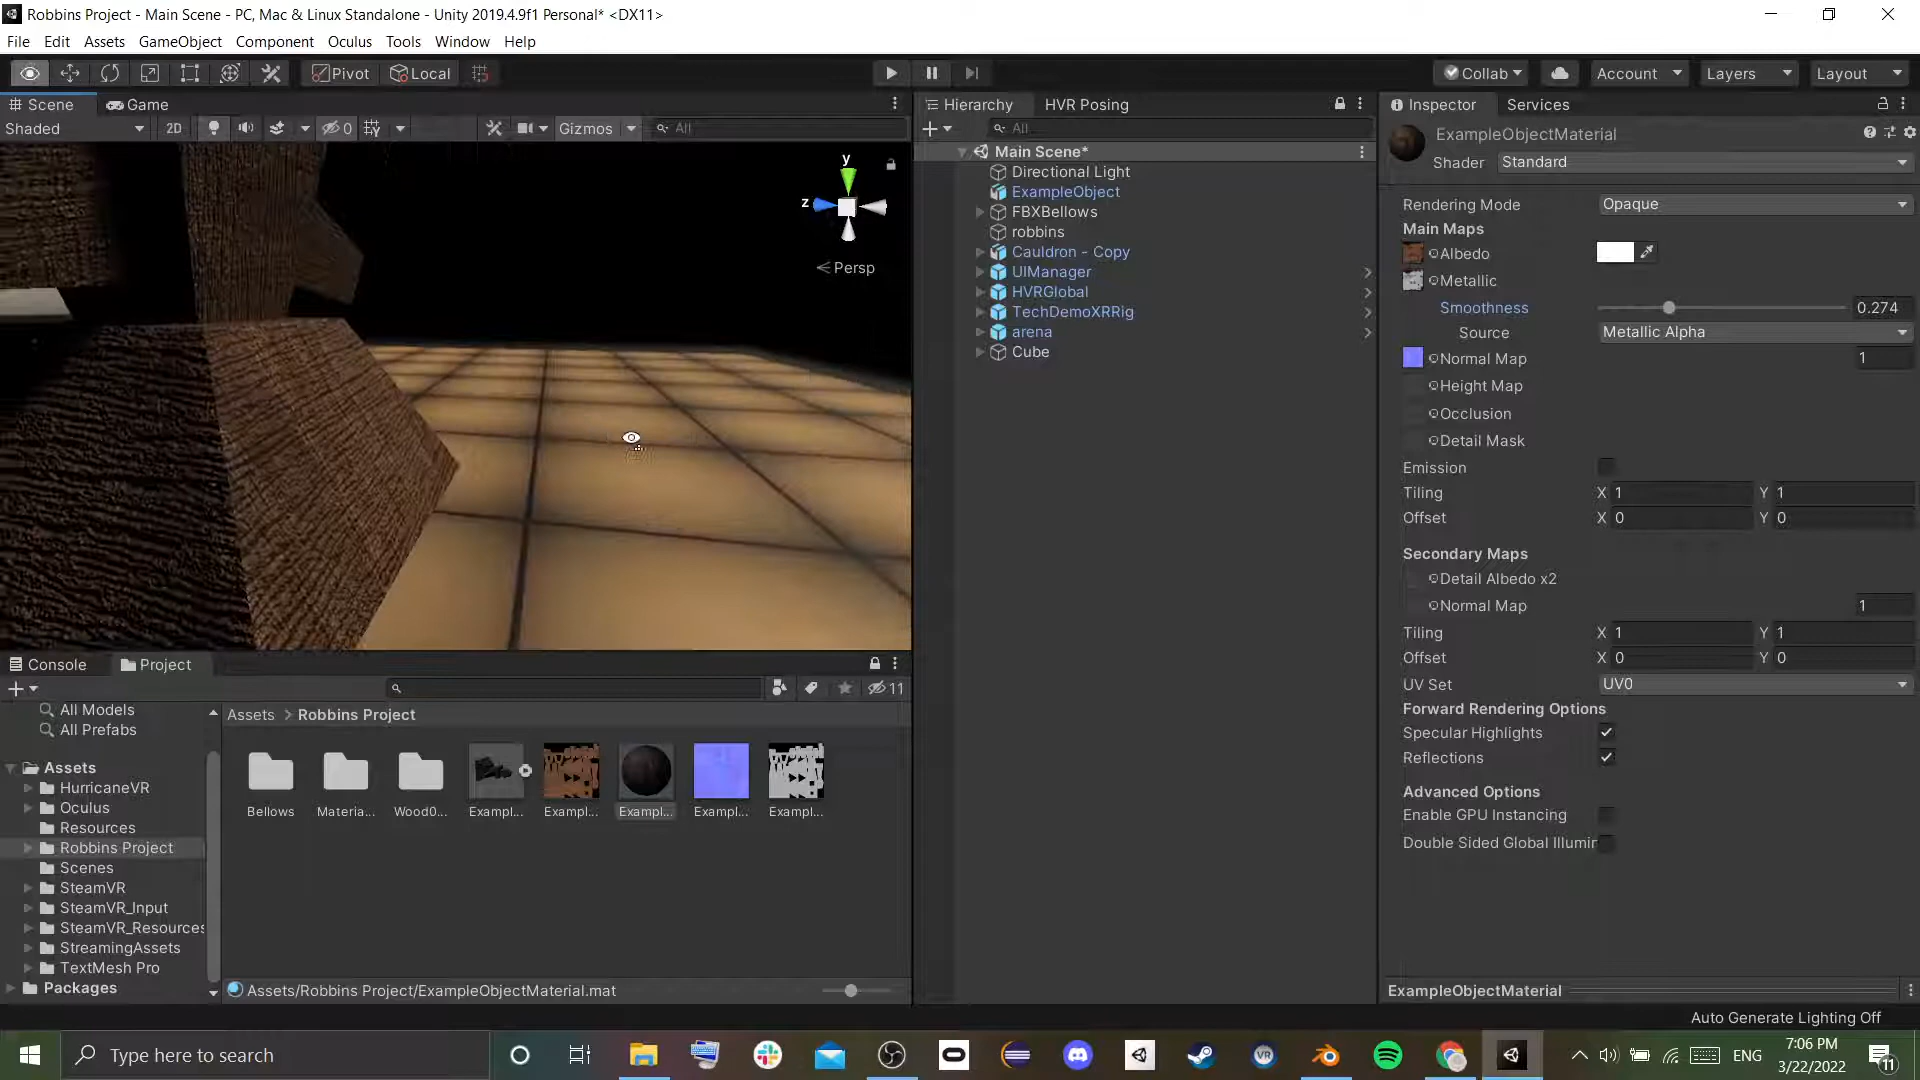 Robbins Project - Main Scene - PC, Mac & Linux Standalone - Unity 2019.4.9f1 Personal* <DX11>
File Edit Assets GameObject Component Oculus Tools Window Help
Pivot Local Collab Account Layers Layout
Scene Game
Shaded 2D 0 Gizmos All
y
z
Persp
Hierarchy HVR Posing
All
Main Scene*
Directional Light
ExampleObject
FBXBellows
robbins
Cauldron - Copy
UIManager
HVRGlobal
TechDemoXRRig
arena
Cube
Inspector Services
ExampleObjectMaterial
Shader Standard
Rendering Mode Opaque
Main Maps
Albedo
Metallic
Smoothness 0.274
Source Metallic Alpha
Normal Map 1
Height Map
Occlusion
Detail Mask
Emission
Tiling X 1 Y 1
Offset X 0 Y 0
Secondary Maps
Detail Albedo x2
Normal Map 1
Tiling X 1 Y 1
Offset X 0 Y 0
UV Set UV0
Forward Rendering Options
Specular Highlights
Reflections
Advanced Options
Enable GPU Instancing
Double Sided Global Illumir
ExampleObjectMaterial
Console Project
11
All Models
All Prefabs
Assets
HurricaneVR
Oculus
Resources
Robbins Project
Scenes
SteamVR
SteamVR_Input
SteamVR_Resources
StreamingAssets
TextMesh Pro
Packages
Assets > Robbins Project
Bellows Materia... Wood0... Exampl... Exampl... Exampl... Exampl... Exampl...
Assets/Robbins Project/ExampleObjectMaterial.mat
Auto Generate Lighting Off
Type here to search
ENG
7:06 PM
3/22/2022
11